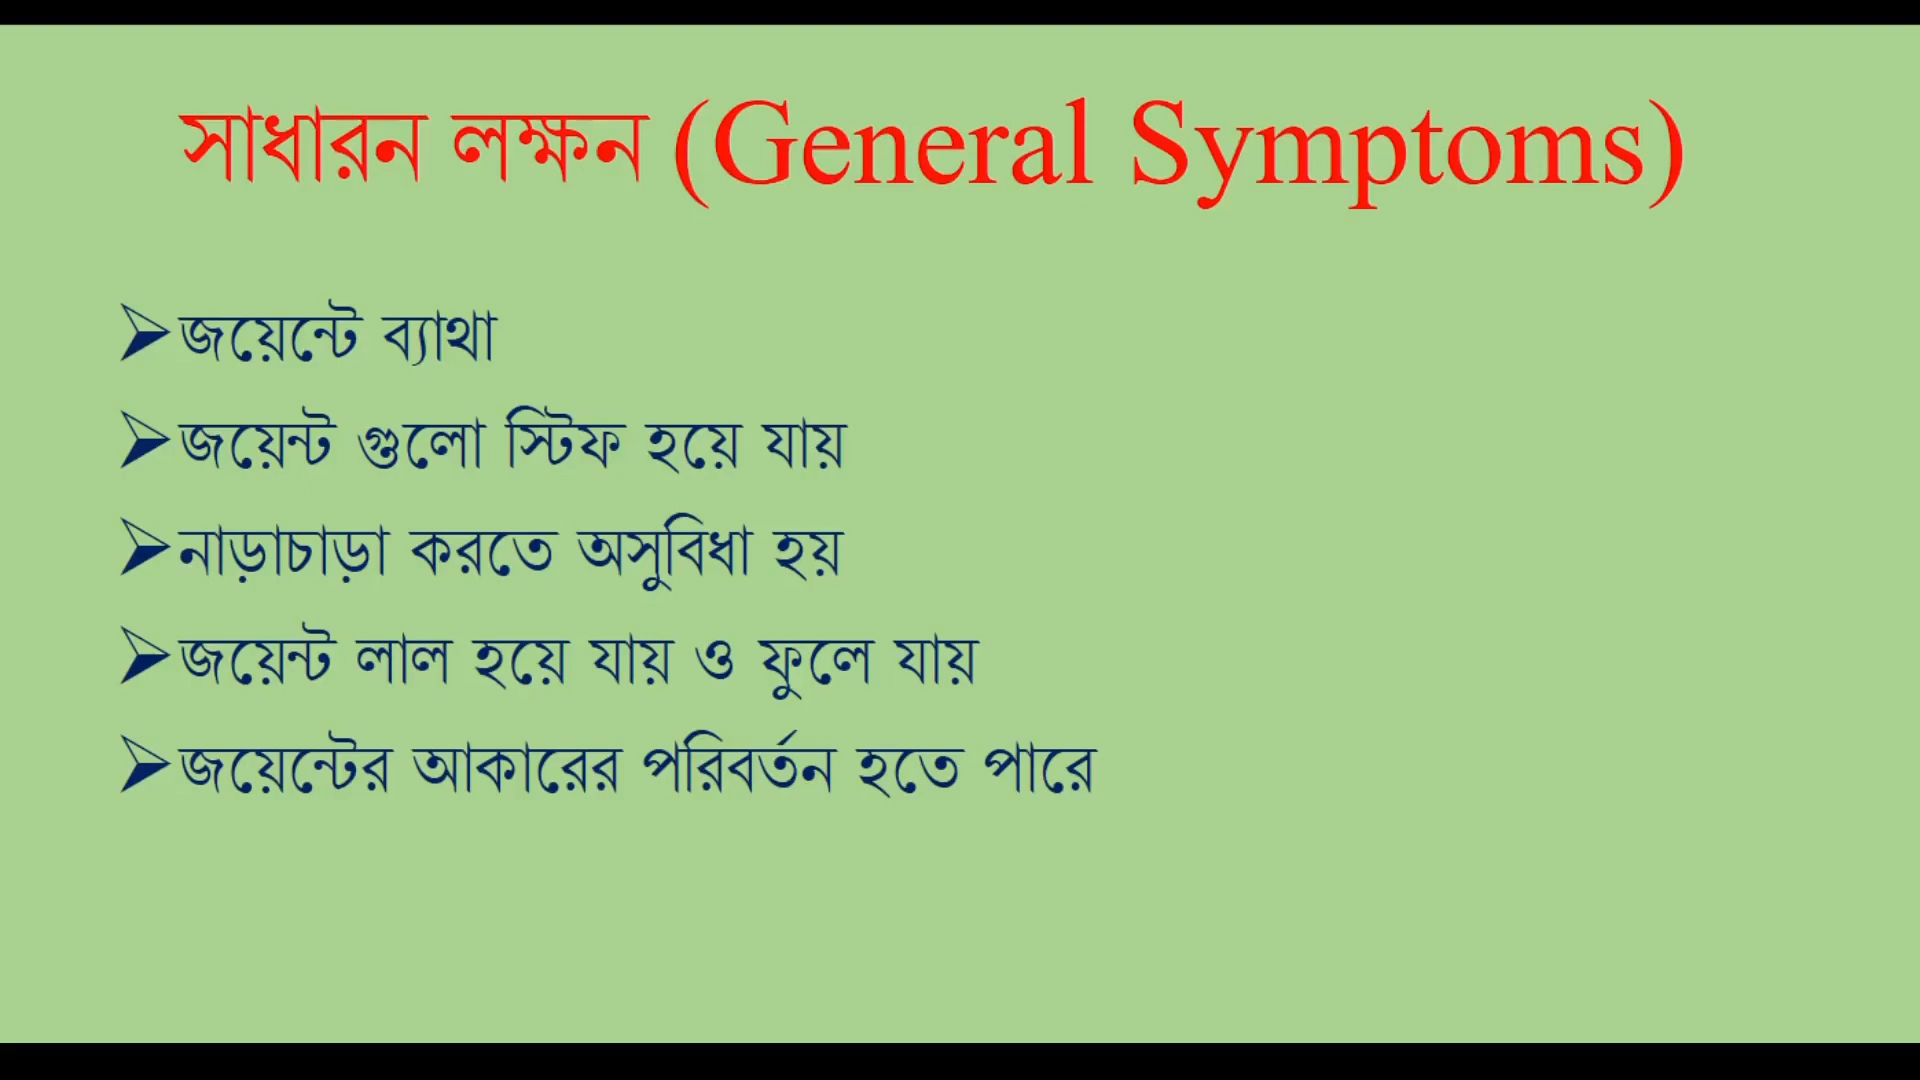 সাধারন লক্ষন (General Symptoms)
➢জয়েন্টে ব্যাথা
➢জয়েন্ট গুলো স্টিফ হয়ে যায়
➢নাড়াচাড়া করতে অসুবিধা হয়
➢জয়েন্ট লাল হয়ে যায় ও ফুলে যায়
➢জয়েন্টের আকারের পরিবর্তন হতে পারে